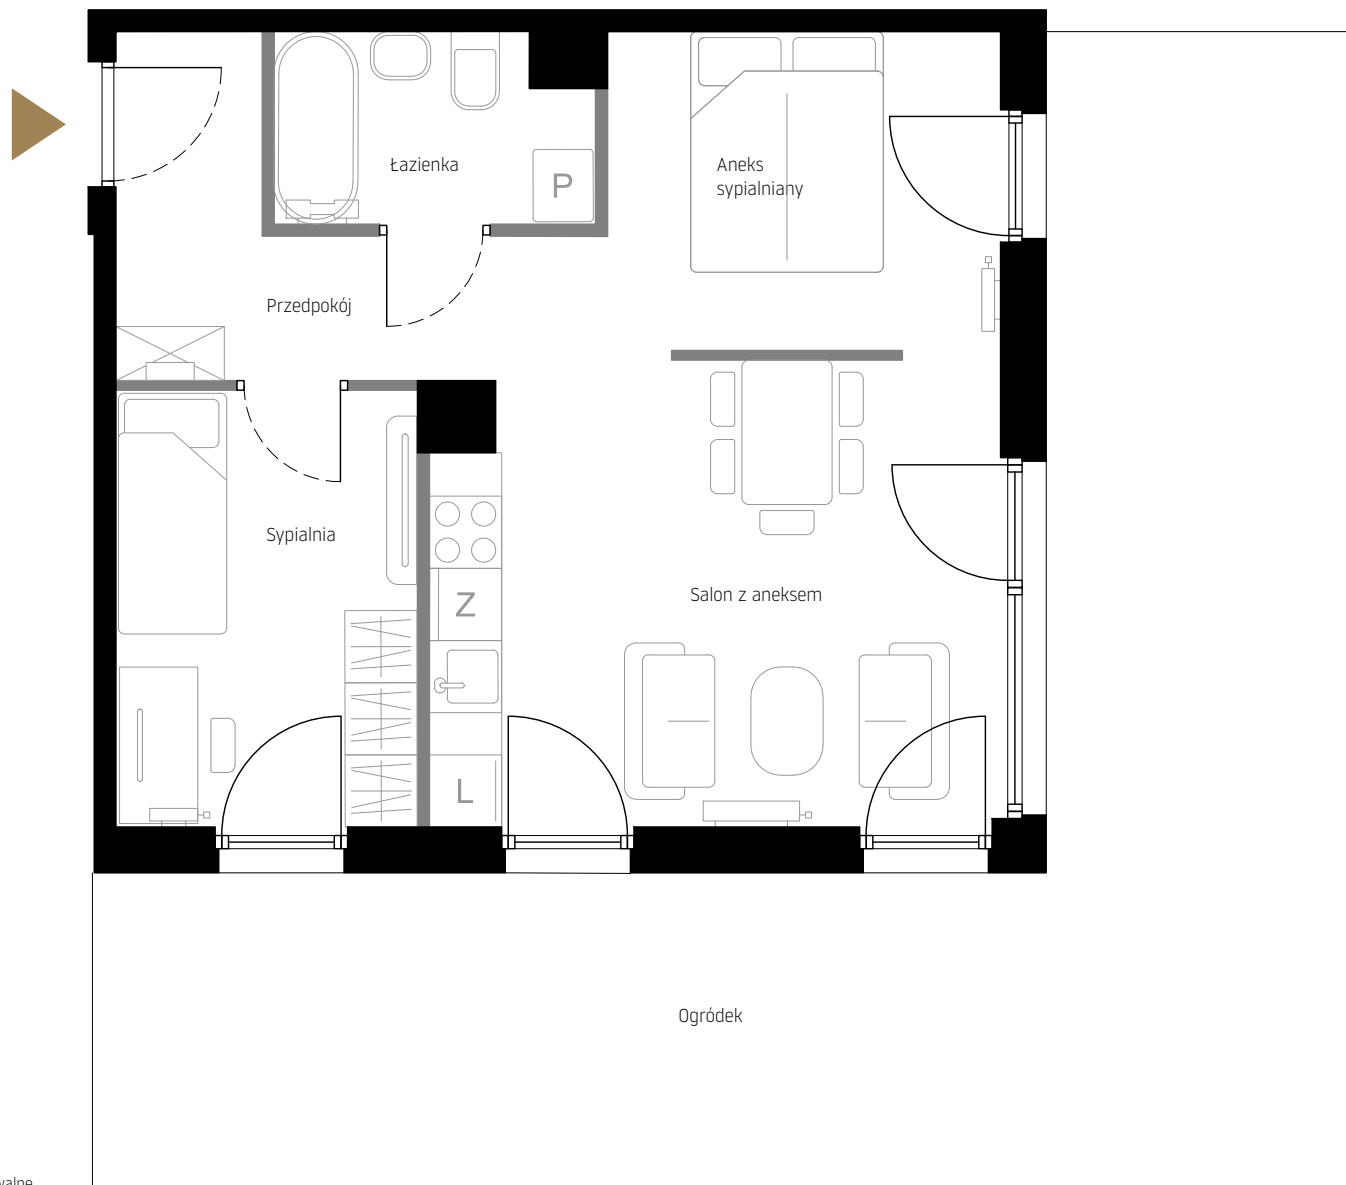 Łazienka
P
Aneks
sypialniany
Przedpokój
Sypialnia
Z
Salon z aneksem
L
Ogródek